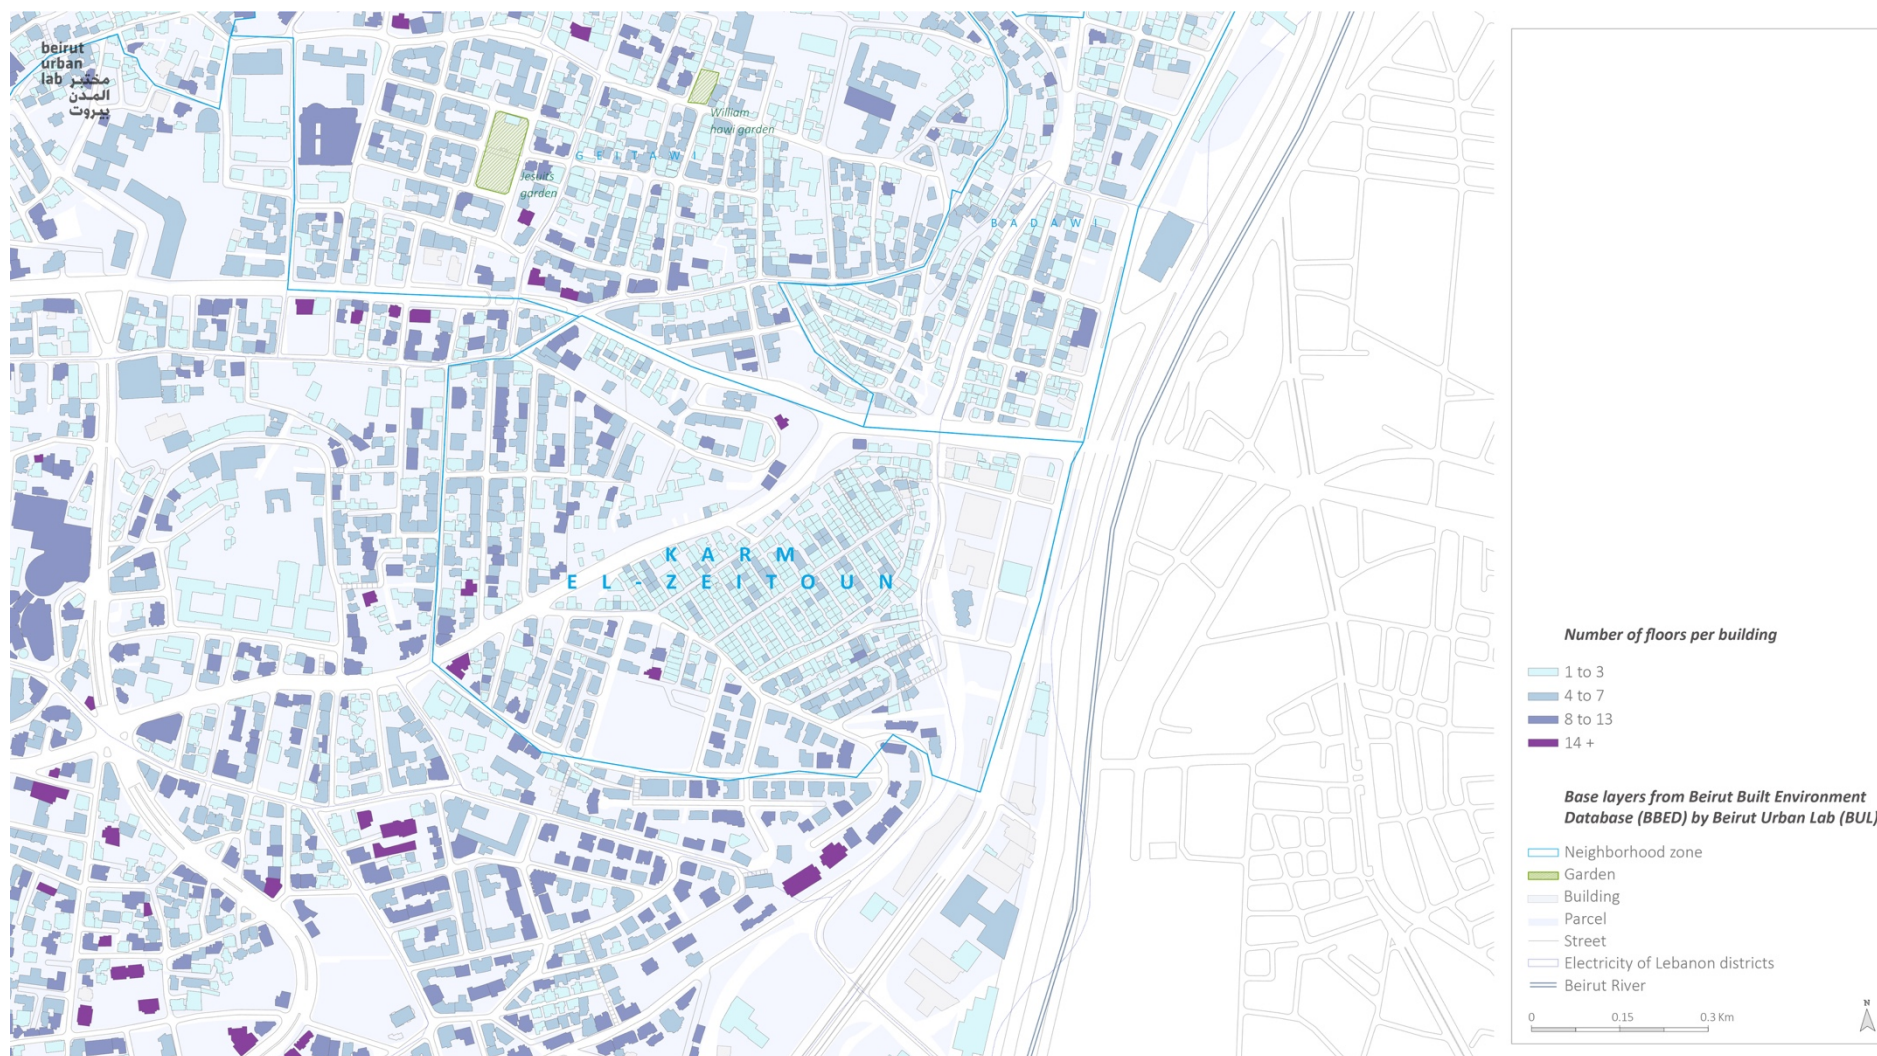 beirut
urban
lab مختبر
المدن
بيروت
William
hawi garden
G E I T A W I
Jesuits
garden
B A D A W I
K A R M
E L - Z E I T O U N
Number of floors per building
1 to 3
4 to 7
8 to 13
14 +
Base layers from Beirut Built Environment
Database (BBED) by Beirut Urban Lab (BUL)
Neighborhood zone
Garden
Building
Parcel
Street
Electricity of Lebanon districts
Beirut River
0 0.15 0.3 Km
N